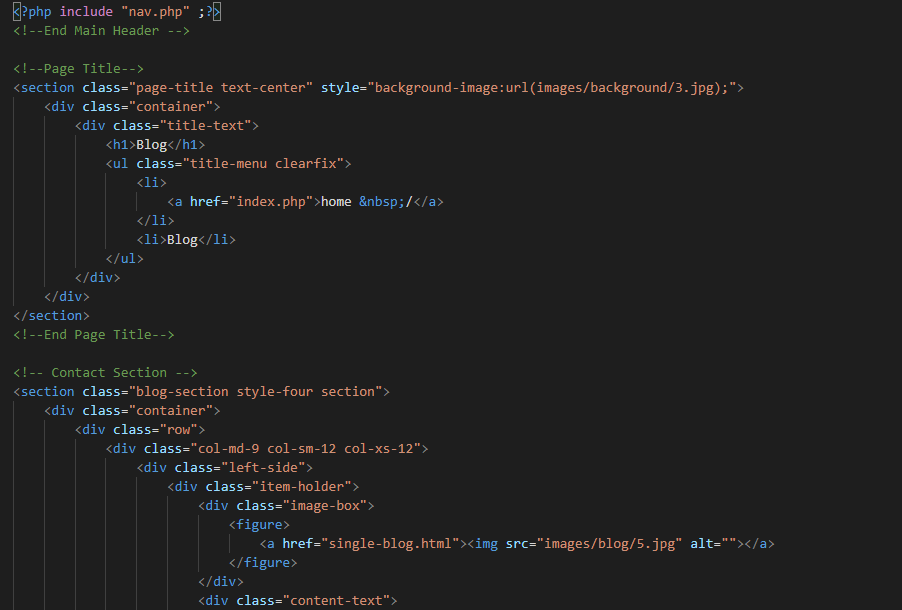 <?php include "nav.php" ;?>
<!--End Main Header -->
<!--Page Title-->
<section class="page-title text-center" style="background-image:url(images/background/3.jpg);">
<div class="container">
<div class="title-text">
<h1>Blog</h1>
<ul class="title-menu clearfix">
<li>
<a href="index.php">home &nbsp;/</a>
</li>
<li>Blog</li>
</ul>
</div>
</div>
</section>
<!--End Page Title-->
<!-- Contact Section -->
<section class="blog-section style-four section">
<div class="container">
<div class="row">
<div class="col-md-9 col-sm-12 col-xs-12">
<div class="left-side">
<div class="item-holder">
<div class="image-box">
<figure>
<a href="single-blog.html"><img src="images/blog/5.jpg" alt=""></a>
</figure>
</div>
<div class="content-text">